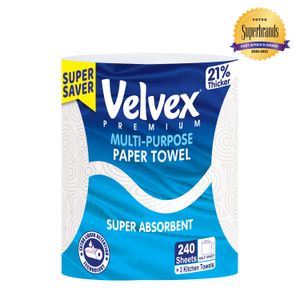 VOTED
Superbrands
EAST AFRICA'S CHOICE
SUPER
SAVER
21%
Thicker
Velvex
PREMIUM
MULTI-PURPOSE
PAPER TOWEL
SUPER ABSORBENT
240
Sheets
= 3 Kitchen Towels